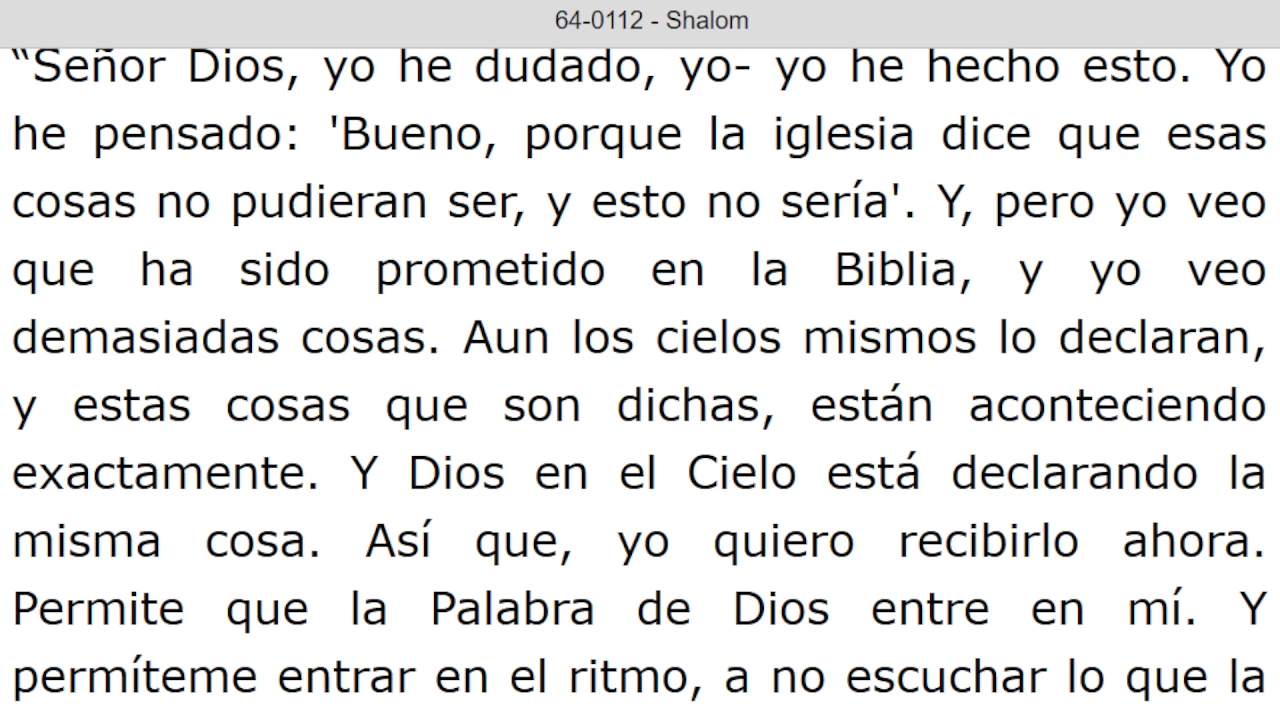 64-0112 - Shalom
“Señor Dios, yo he dudado, yo- yo he hecho esto. Yo
he pensado: 'Bueno, porque la iglesia dice que esas
cosas no pudieran ser, y esto no sería'. Y, pero yo veo
que ha sido prometido en la Biblia, y yo veo
demasiadas cosas. Aun los cielos mismos lo declaran,
y estas cosas que son dichas, están aconteciendo
exactamente. Y Dios en el Cielo está declarando la
misma cosa. Así que, yo quiero recibirlo ahora.
Permite que la Palabra de Dios entre en mí. Y
permíteme entrar en el ritmo, a no escuchar lo que la